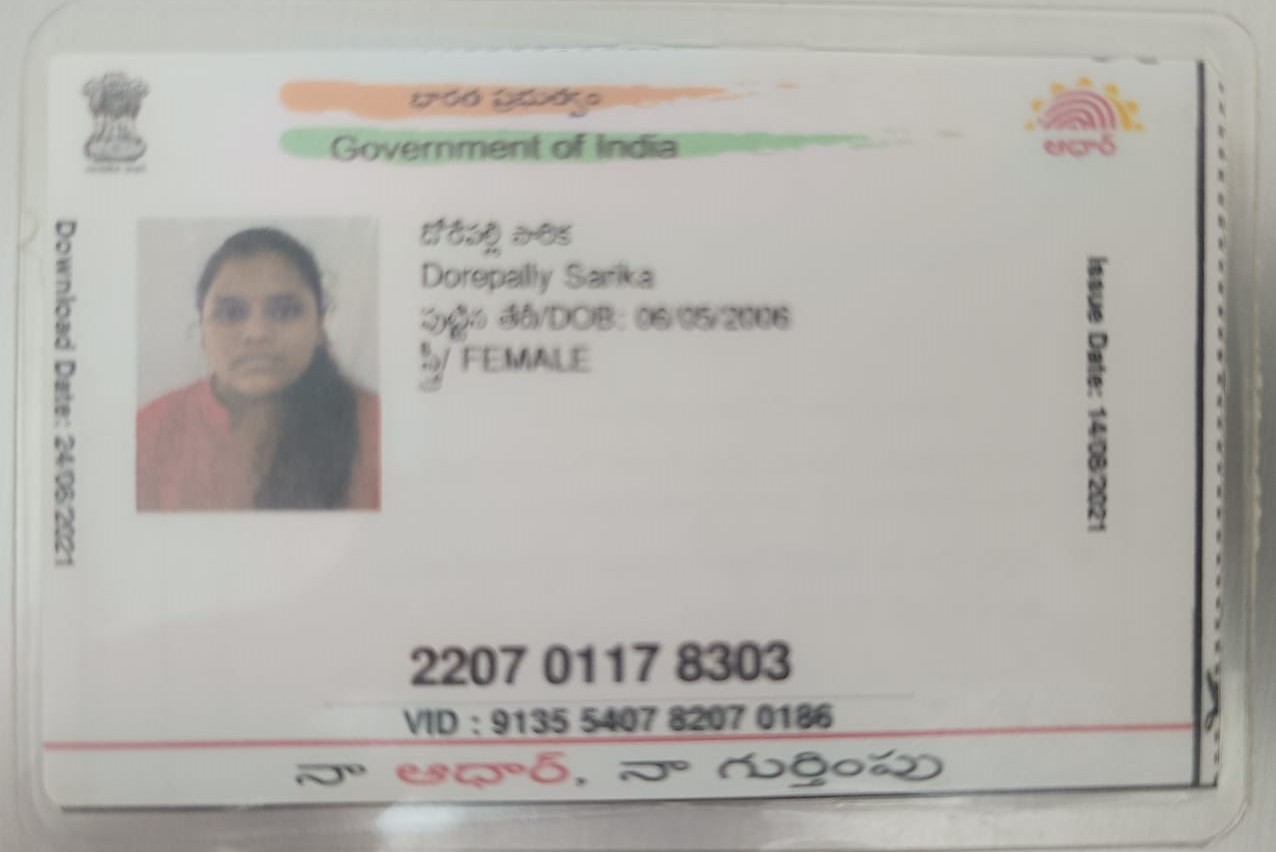 భారత ప్రభుత్వం
Government of India
ఆధార్
Download Date: 24/06/2021
దోరేపల్లి సారిక
Dorepally Sarika
పుట్టిన తేదీ/DOB: 06/05/2006
స్త్రీ/ FEMALE
Issue Date: 14/08/2021
2207 0117 8303
VID : 9135 5407 8207 0186
నా ఆధార్, నా గుర్తింపు